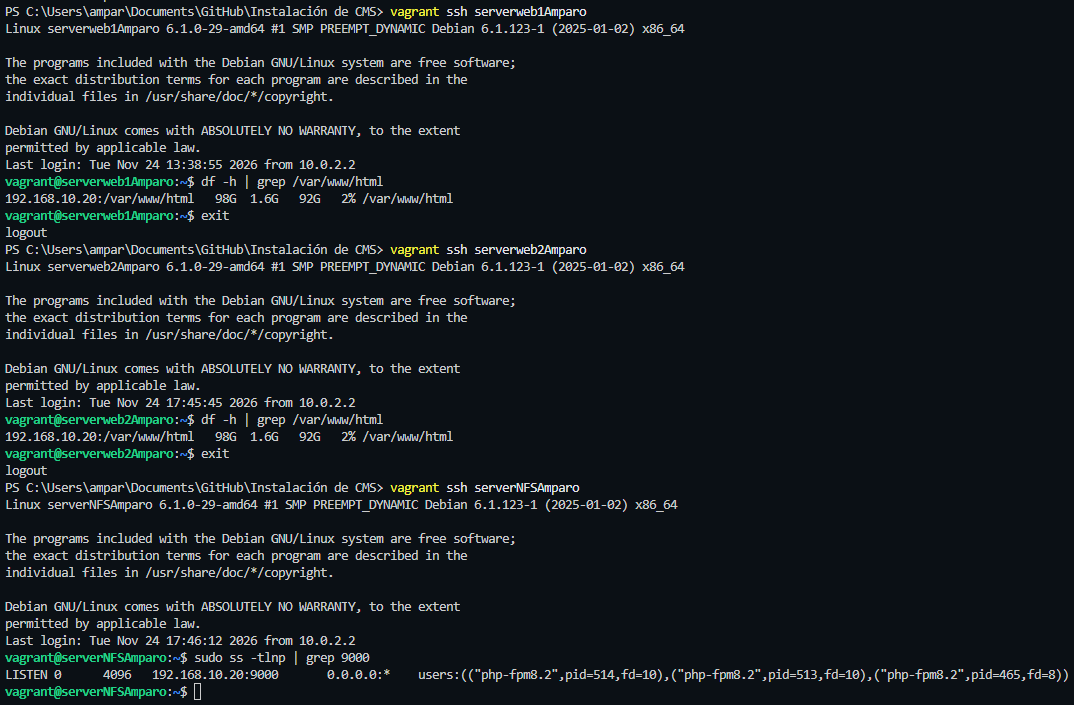 PS C:\Users\ampar\Documents\GitHub\Instalación de CMS> vagrant ssh serverweb1Amparo
Linux serverweb1Amparo 6.1.0-29-amd64 #1 SMP PREEMPT_DYNAMIC Debian 6.1.123-1 (2025-01-02) x86_64
The programs included with the Debian GNU/Linux system are free software;
the exact distribution terms for each program are described in the
individual files in /usr/share/doc/*/copyright.
Debian GNU/Linux comes with ABSOLUTELY NO WARRANTY, to the extent
permitted by applicable law.
Last login: Tue Nov 24 13:38:55 2026 from 10.0.2.2
vagrant@serverweb1Amparo:~$ df -h | grep /var/www/html
192.168.10.20:/var/www/html   98G  1.6G   92G   2% /var/www/html
vagrant@serverweb1Amparo:~$ exit
logout
PS C:\Users\ampar\Documents\GitHub\Instalación de CMS> vagrant ssh serverweb2Amparo
Linux serverweb2Amparo 6.1.0-29-amd64 #1 SMP PREEMPT_DYNAMIC Debian 6.1.123-1 (2025-01-02) x86_64
The programs included with the Debian GNU/Linux system are free software;
the exact distribution terms for each program are described in the
individual files in /usr/share/doc/*/copyright.
Debian GNU/Linux comes with ABSOLUTELY NO WARRANTY, to the extent
permitted by applicable law.
Last login: Tue Nov 24 17:45:45 2026 from 10.0.2.2
vagrant@serverweb2Amparo:~$ df -h | grep /var/www/html
192.168.10.20:/var/www/html   98G  1.6G   92G   2% /var/www/html
vagrant@serverweb2Amparo:~$ exit
logout
PS C:\Users\ampar\Documents\GitHub\Instalación de CMS> vagrant ssh serverNFSAmparo
Linux serverNFSAmparo 6.1.0-29-amd64 #1 SMP PREEMPT_DYNAMIC Debian 6.1.123-1 (2025-01-02) x86_64
The programs included with the Debian GNU/Linux system are free software;
the exact distribution terms for each program are described in the
individual files in /usr/share/doc/*/copyright.
Debian GNU/Linux comes with ABSOLUTELY NO WARRANTY, to the extent
permitted by applicable law.
Last login: Tue Nov 24 17:46:12 2026 from 10.0.2.2
vagrant@serverNFSAmparo:~$ sudo ss -tlnp | grep 9000
LISTEN 0      4096   192.168.10.20:9000       0.0.0.0:*    users:(("php-fpm8.2",pid=514,fd=10),("php-fpm8.2",pid=513,fd=10),("php-fpm8.2",pid=465,fd=8))
vagrant@serverNFSAmparo:~$